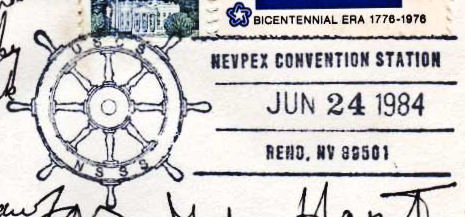 BICENTENNIAL ERA 1776-1976
USCS
NSSS
NEVPEX CONVENTION STATION
JUN 24 1984
RENO, NV 89501